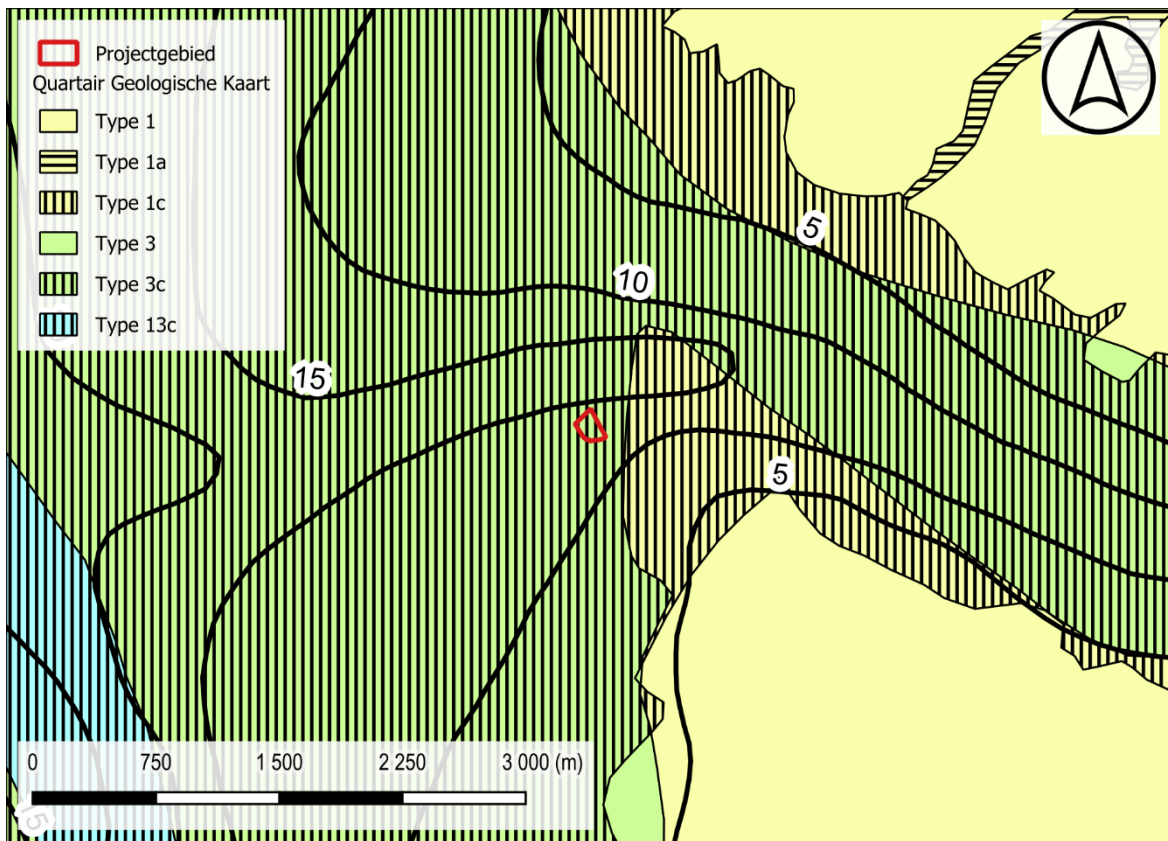 Projectgebied
Quartair Geologische Kaart
Type 1
Type 1a
Type 1c
Type 3
Type 3c
Type 13c
5
10
15
5
0 750 1 500 2 250 3 000 (m)
15